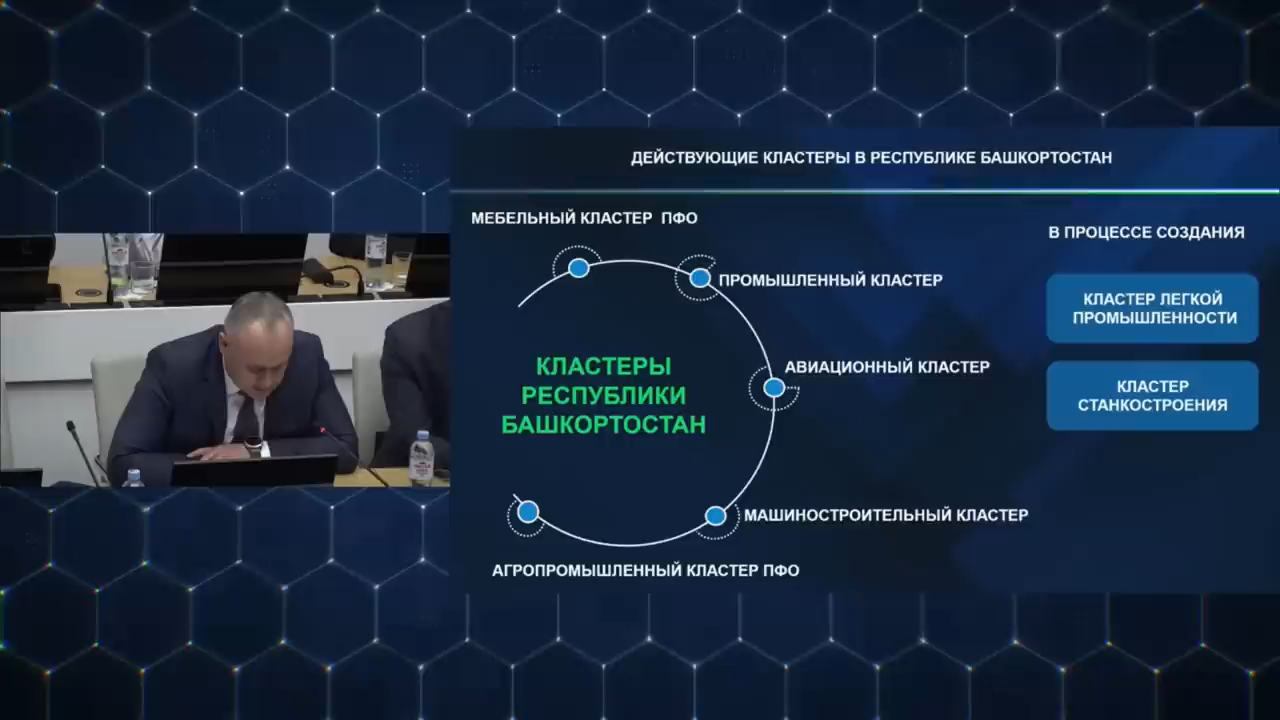 ДЕЙСТВУЮЩИЕ КЛАСТЕРЫ В РЕСПУБЛИКЕ БАШКОРТОСТАН
МЕБЕЛЬНЫЙ КЛАСТЕР ПФО
ПРОМЫШЛЕННЫЙ КЛАСТЕР
АВИАЦИОННЫЙ КЛАСТЕР
КЛАСТЕРЫ
РЕСПУБЛИКИ
БАШКОРТОСТАН
МАШИНОСТРОИТЕЛЬНЫЙ КЛАСТЕР
АГРОПРОМЫШЛЕННЫЙ КЛАСТЕР ПФО
В ПРОЦЕССЕ СОЗДАНИЯ
КЛАСТЕР ЛЕГКОЙ
ПРОМЫШЛЕННОСТИ
КЛАСТЕР
СТАНКОСТРОЕНИЯ